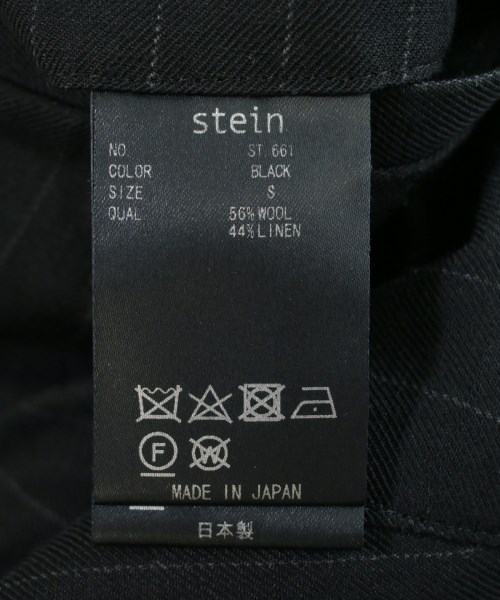 stein
NO. ST.661
COLOR BLACK
SIZE S
QUAL 56%WOOL
44%LINEN
F W
MADE IN JAPAN
日本製